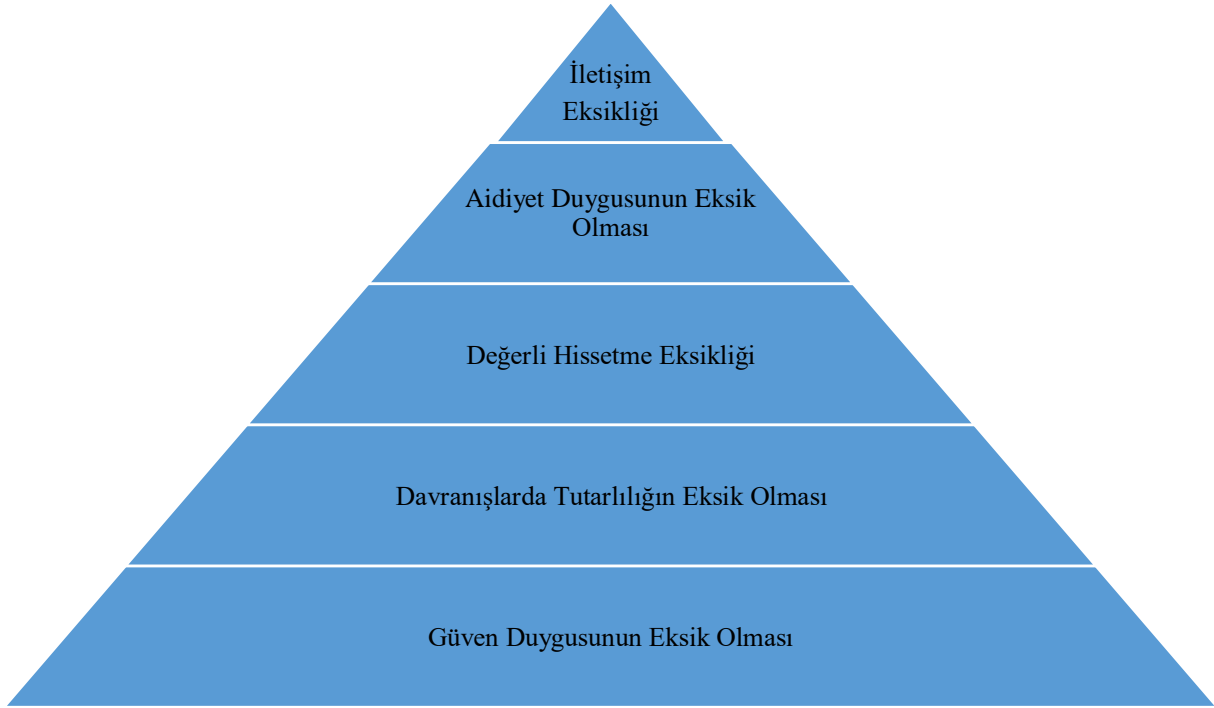 İletişim
Eksikliği
Aidiyet Duygusunun Eksik
Olması
Değerli Hissetme Eksikliği
Davranışlarda Tutarlılığın Eksik Olması
Güven Duygusunun Eksik Olması